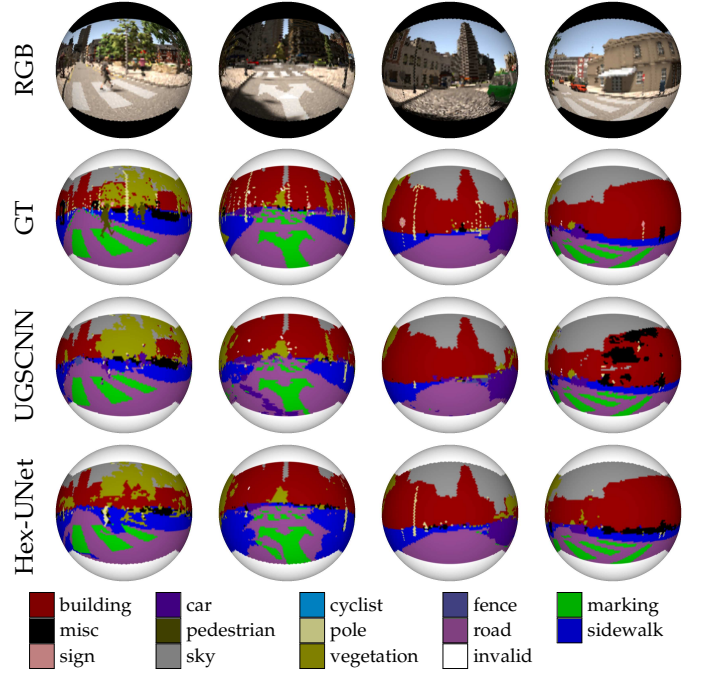 RGB
GT
UGSCNN
Hex-UNet
building car cyclist fence marking
misc pedestrian pole road sidewalk
sign sky vegetation invalid